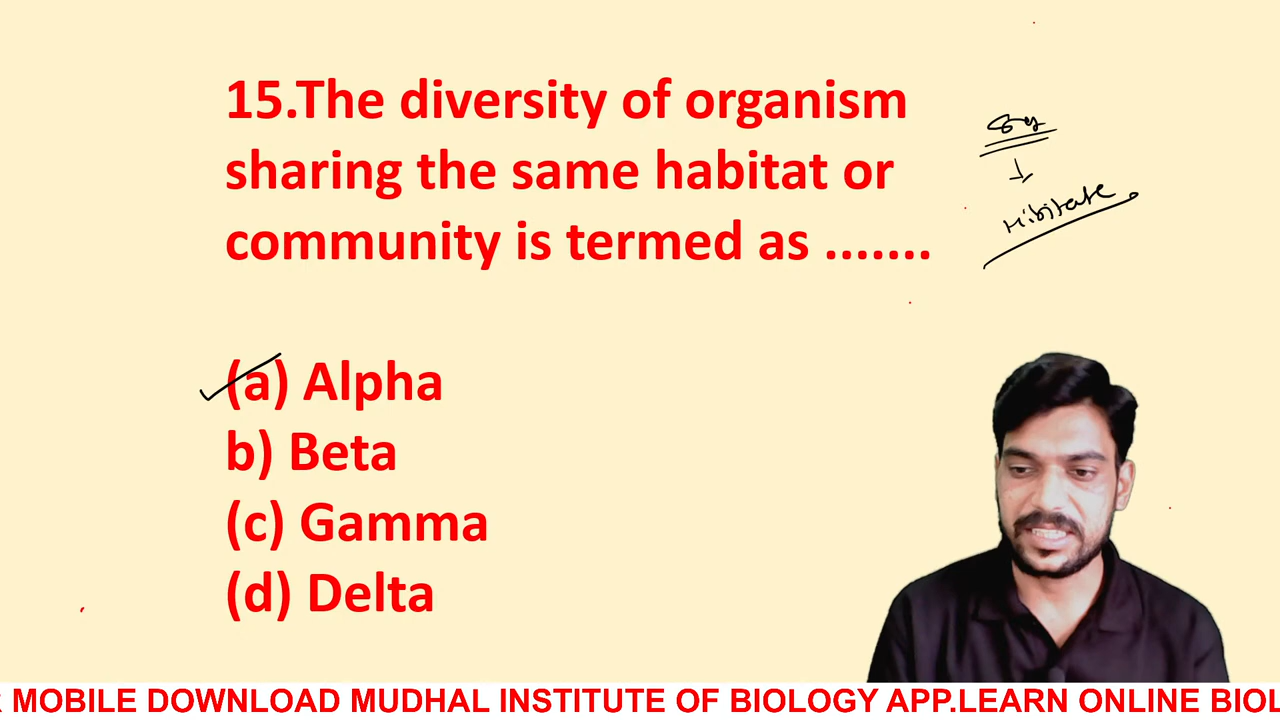 15.The diversity of organism
sharing the same habitat or
community is termed as .......
Hibitate
(a) Alpha
b) Beta
(c) Gamma
(d) Delta
MOBILE DOWNLOAD MUDHAL INSTITUTE OF BIOLOGY APP.LEARN ONLINE BIOL